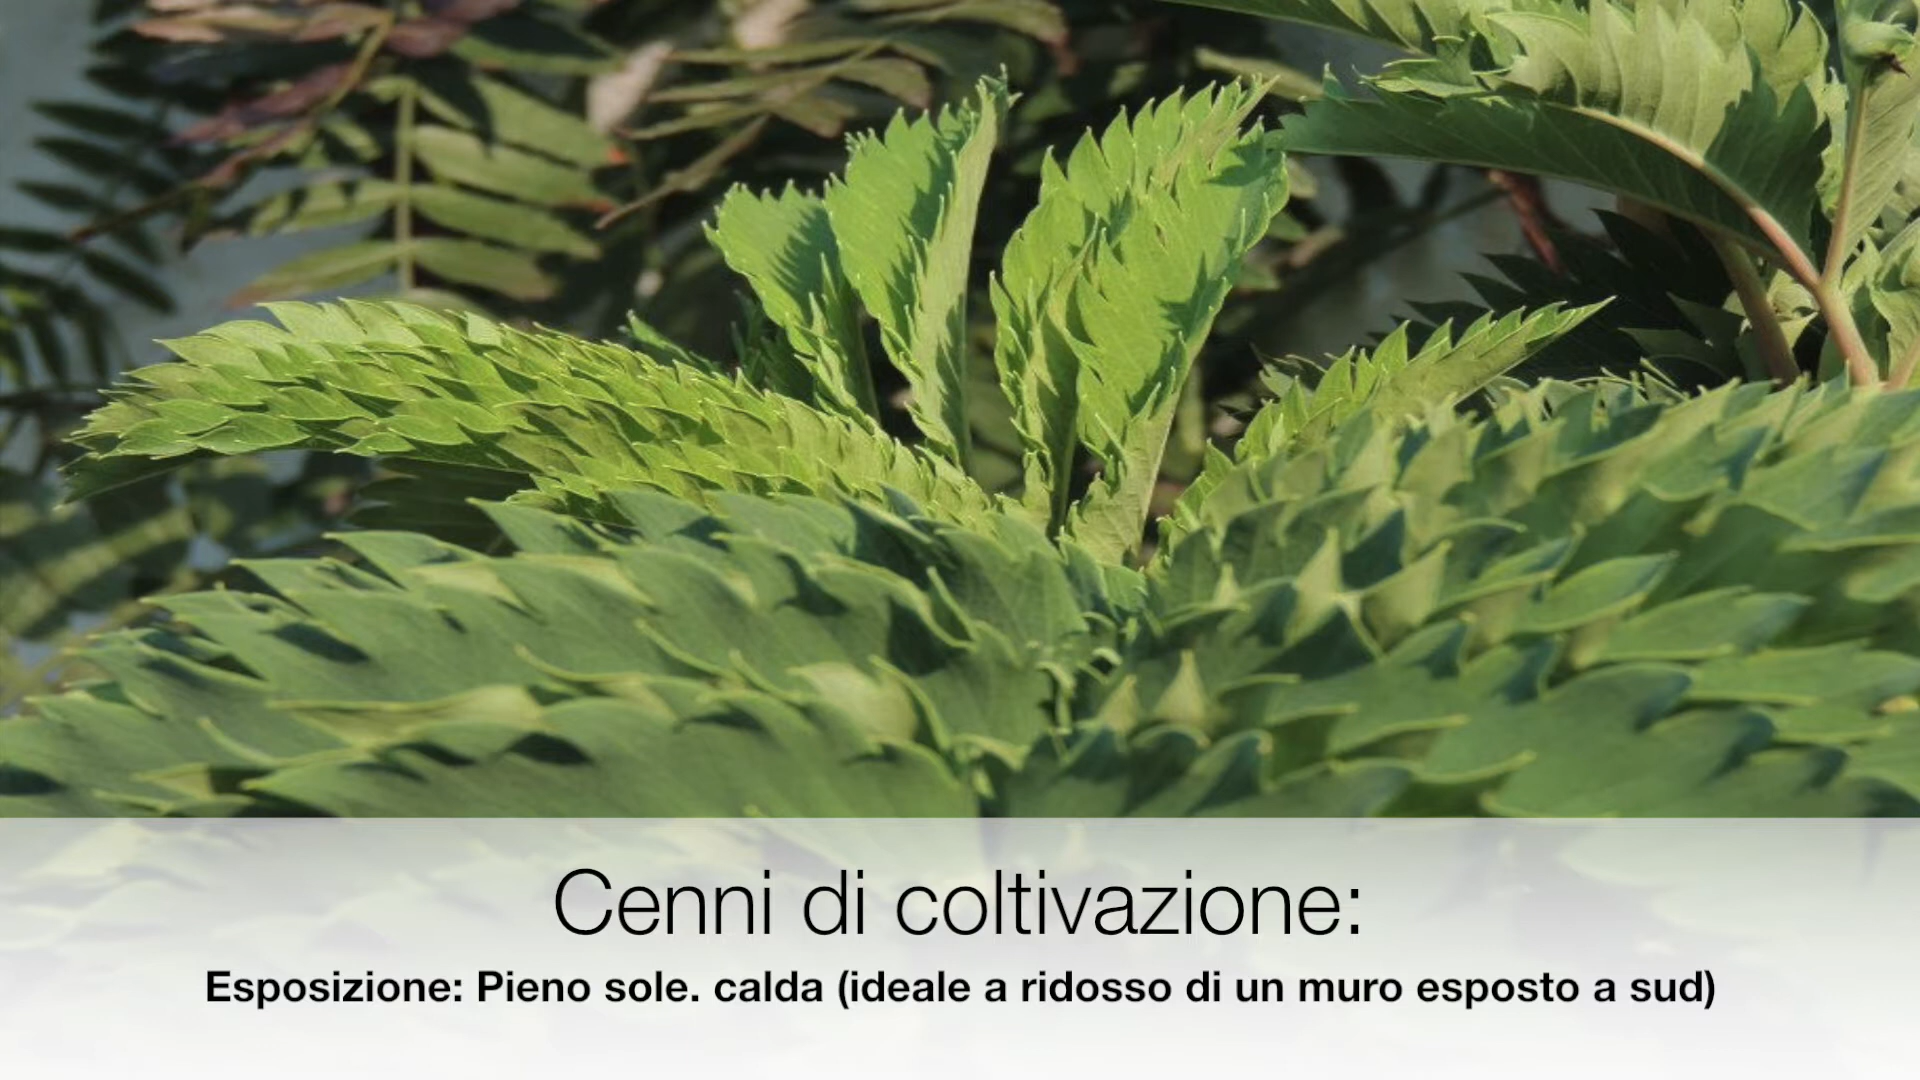 Cenni di coltivazione:
Esposizione: Pieno sole. calda (ideale a ridosso di un muro esposto a sud)